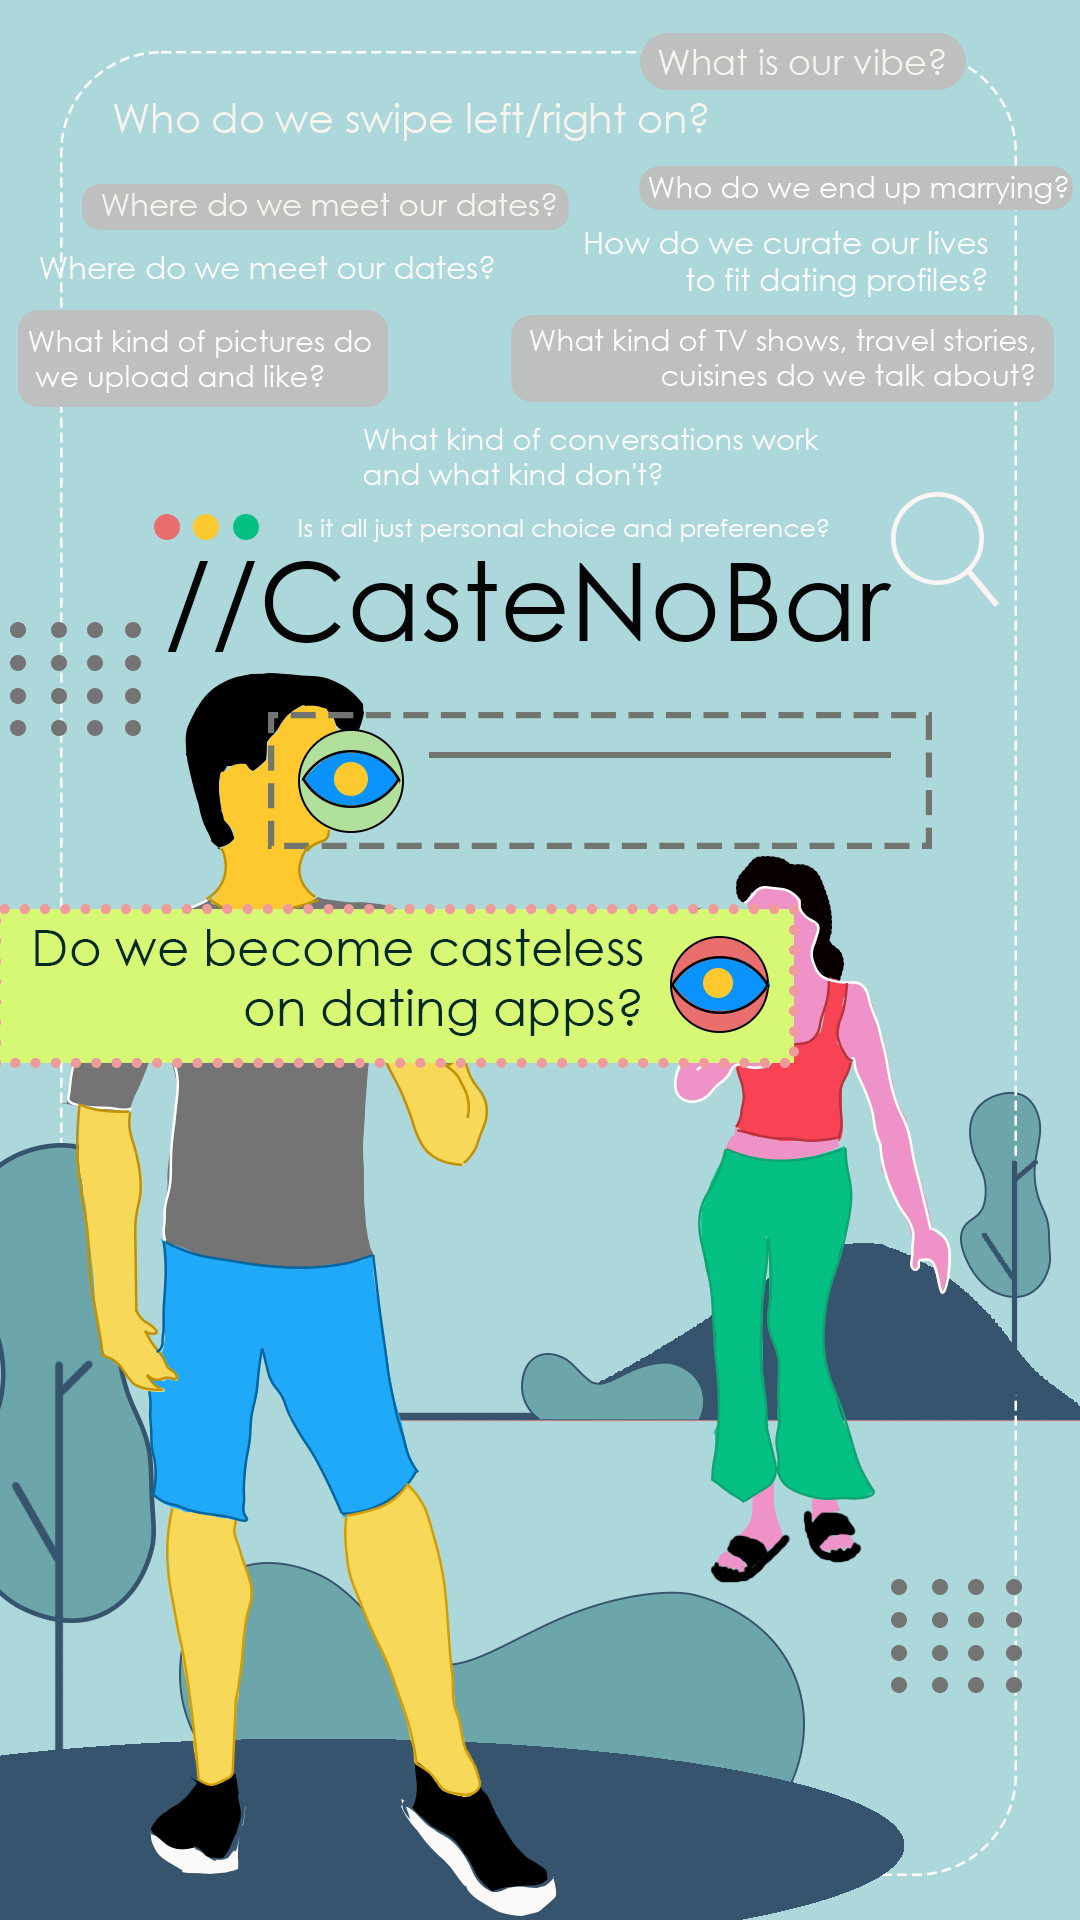 What is our vibe?
Who do we swipe left/right on?
Where do we meet our dates?
Who do we end up marrying?
Where do we meet our dates?
How do we curate our lives
to fit dating profiles?
What kind of pictures do
we upload and like?
What kind of TV shows, travel stories,
cuisines do we talk about?
What kind of conversations work
and what kind don't?
Is it all just personal choice and preference?
//CasteNoBar
Do we become casteless
on dating apps?